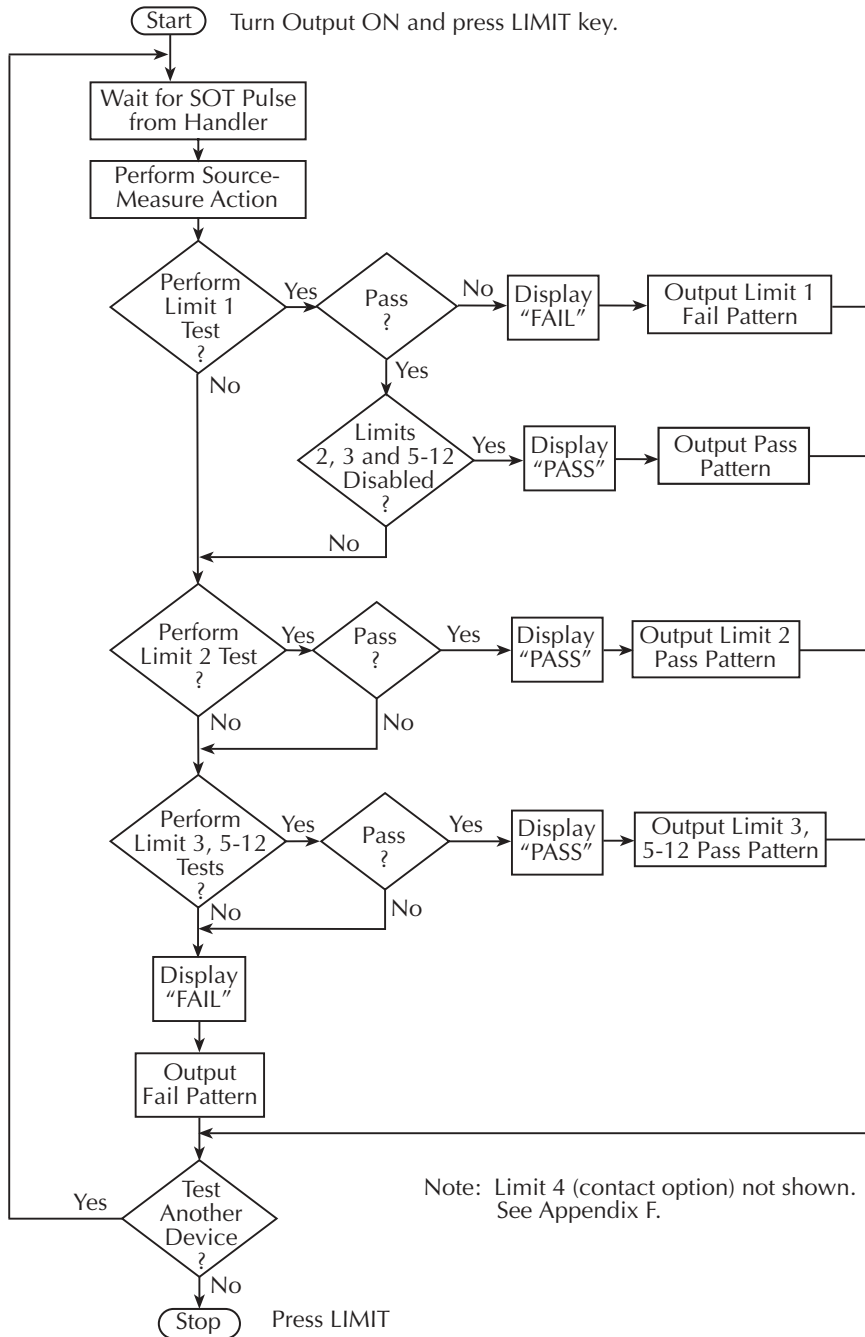 Start
Turn Output ON and press LIMIT key.
Wait for SOT Pulse
from Handler
Perform Source-
Measure Action
Perform
Limit 1
Test
?
Yes
Pass
?
No
Display
“FAIL”
Output Limit 1
Fail Pattern
No
Yes
Limits
2, 3 and 5-12
Disabled
?
Yes
Display
“PASS”
Output Pass
Pattern
No
Perform
Limit 2 Test
?
Yes
Pass
?
Yes
Display
“PASS”
Output Limit 2
Pass Pattern
No
No
Perform
Limit 3, 5-12
Tests
?
Yes
Pass
?
Yes
Display
“PASS”
Output Limit 3,
5-12 Pass Pattern
No
No
Display
“FAIL”
Output
Fail Pattern
Yes
Test
Another
Device
?
Note: Limit 4 (contact option) not shown.
See Appendix F.
No
Stop
Press LIMIT